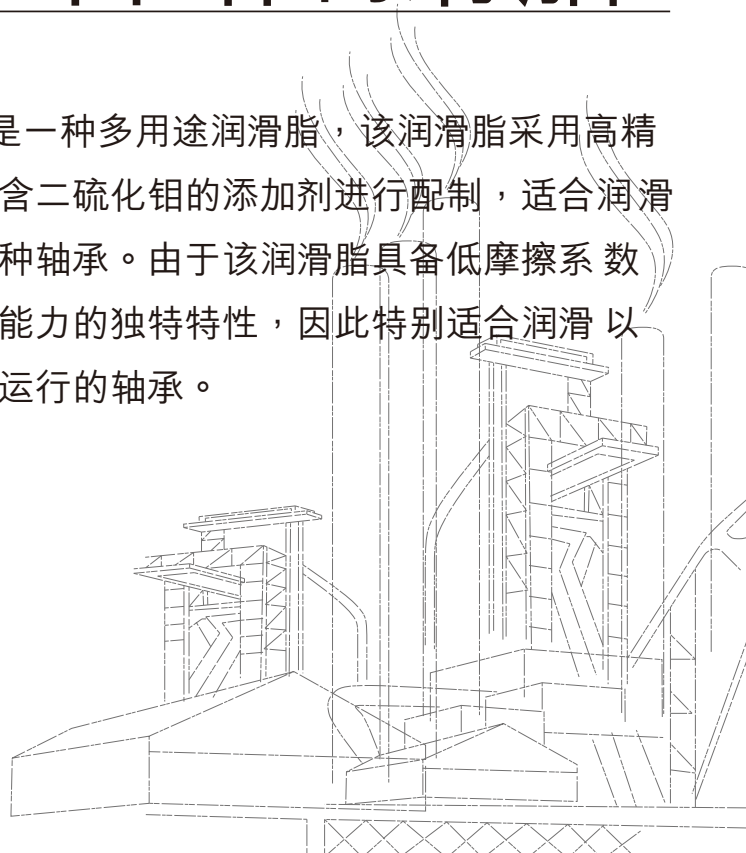 是一种多用途润滑脂，该润滑脂采用高精
含二硫化钼的添加剂进行配制，适合润滑
种轴承。由于该润滑脂具备低摩擦系 数
能力的独特特性，因此特别适合润滑 以
运行的轴承。